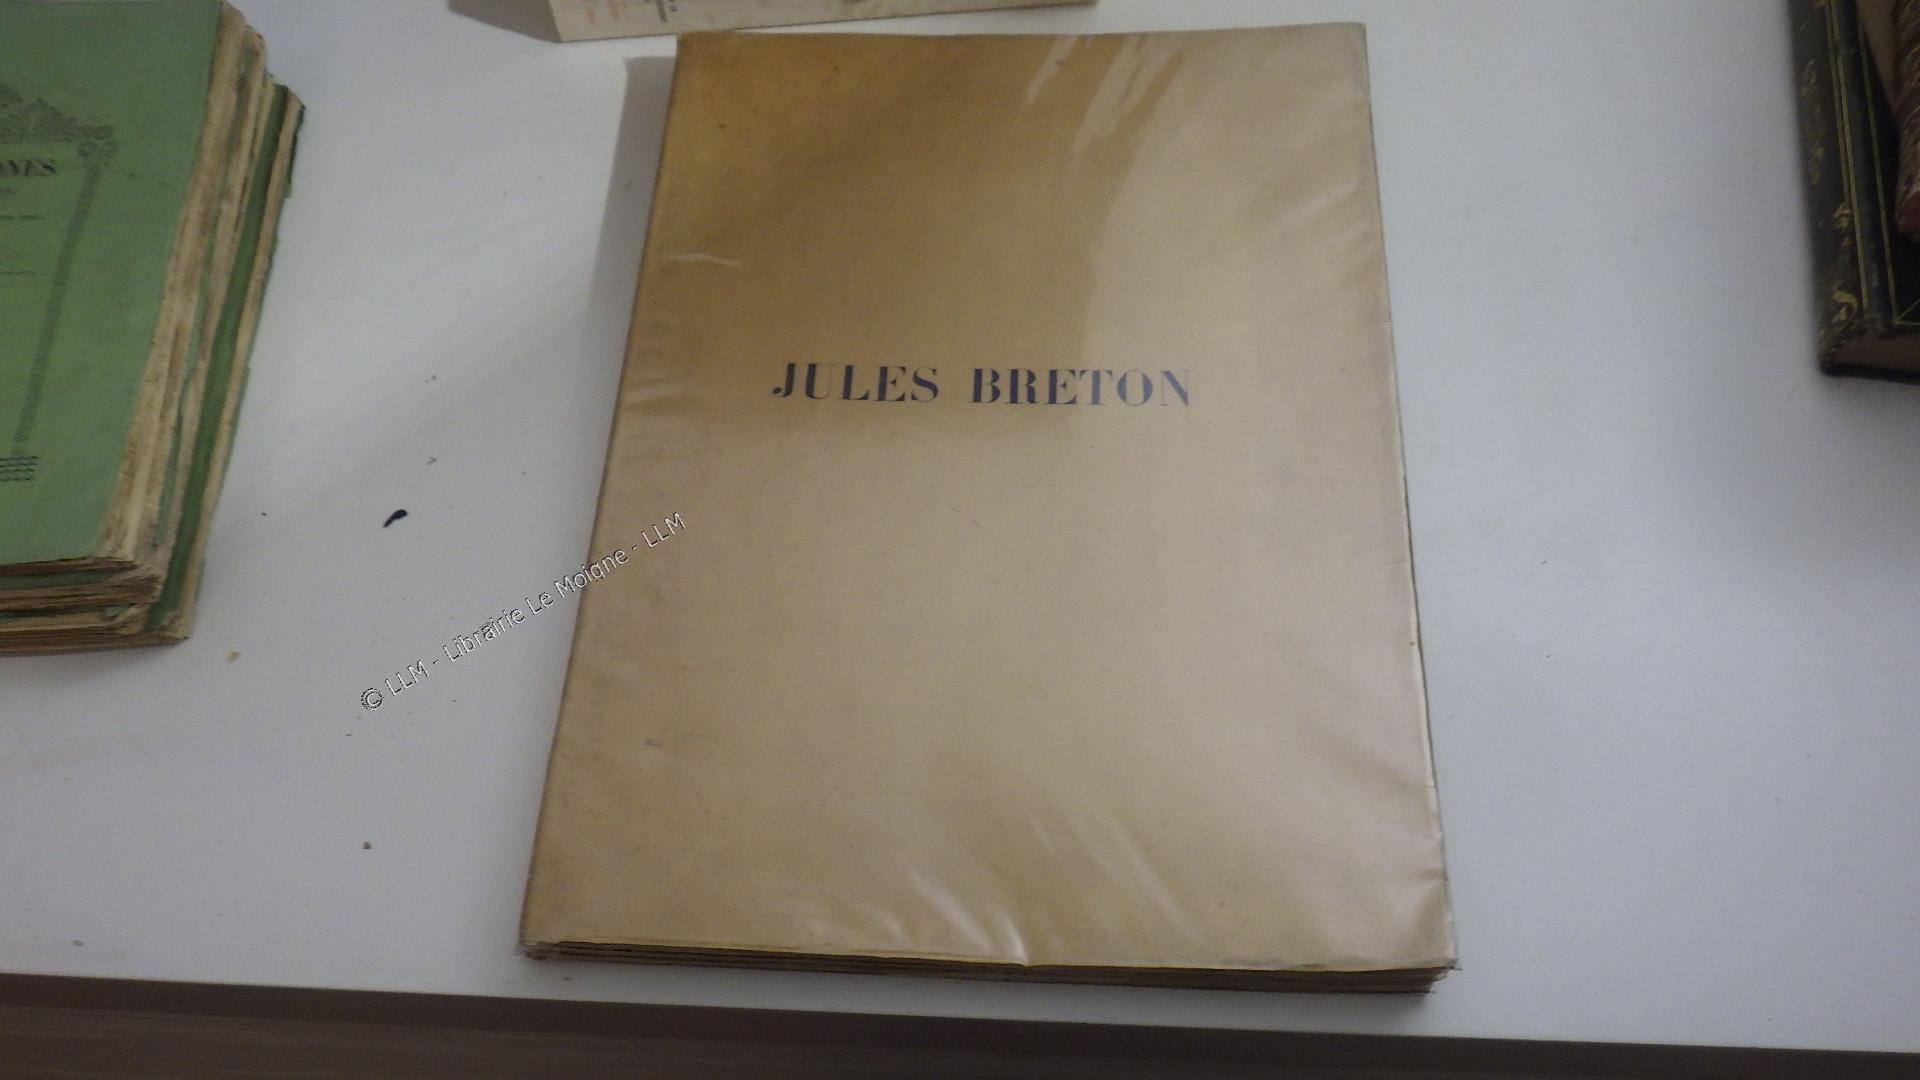 JULES BRETON
© LLM - Librairie Le Moigne - LLM